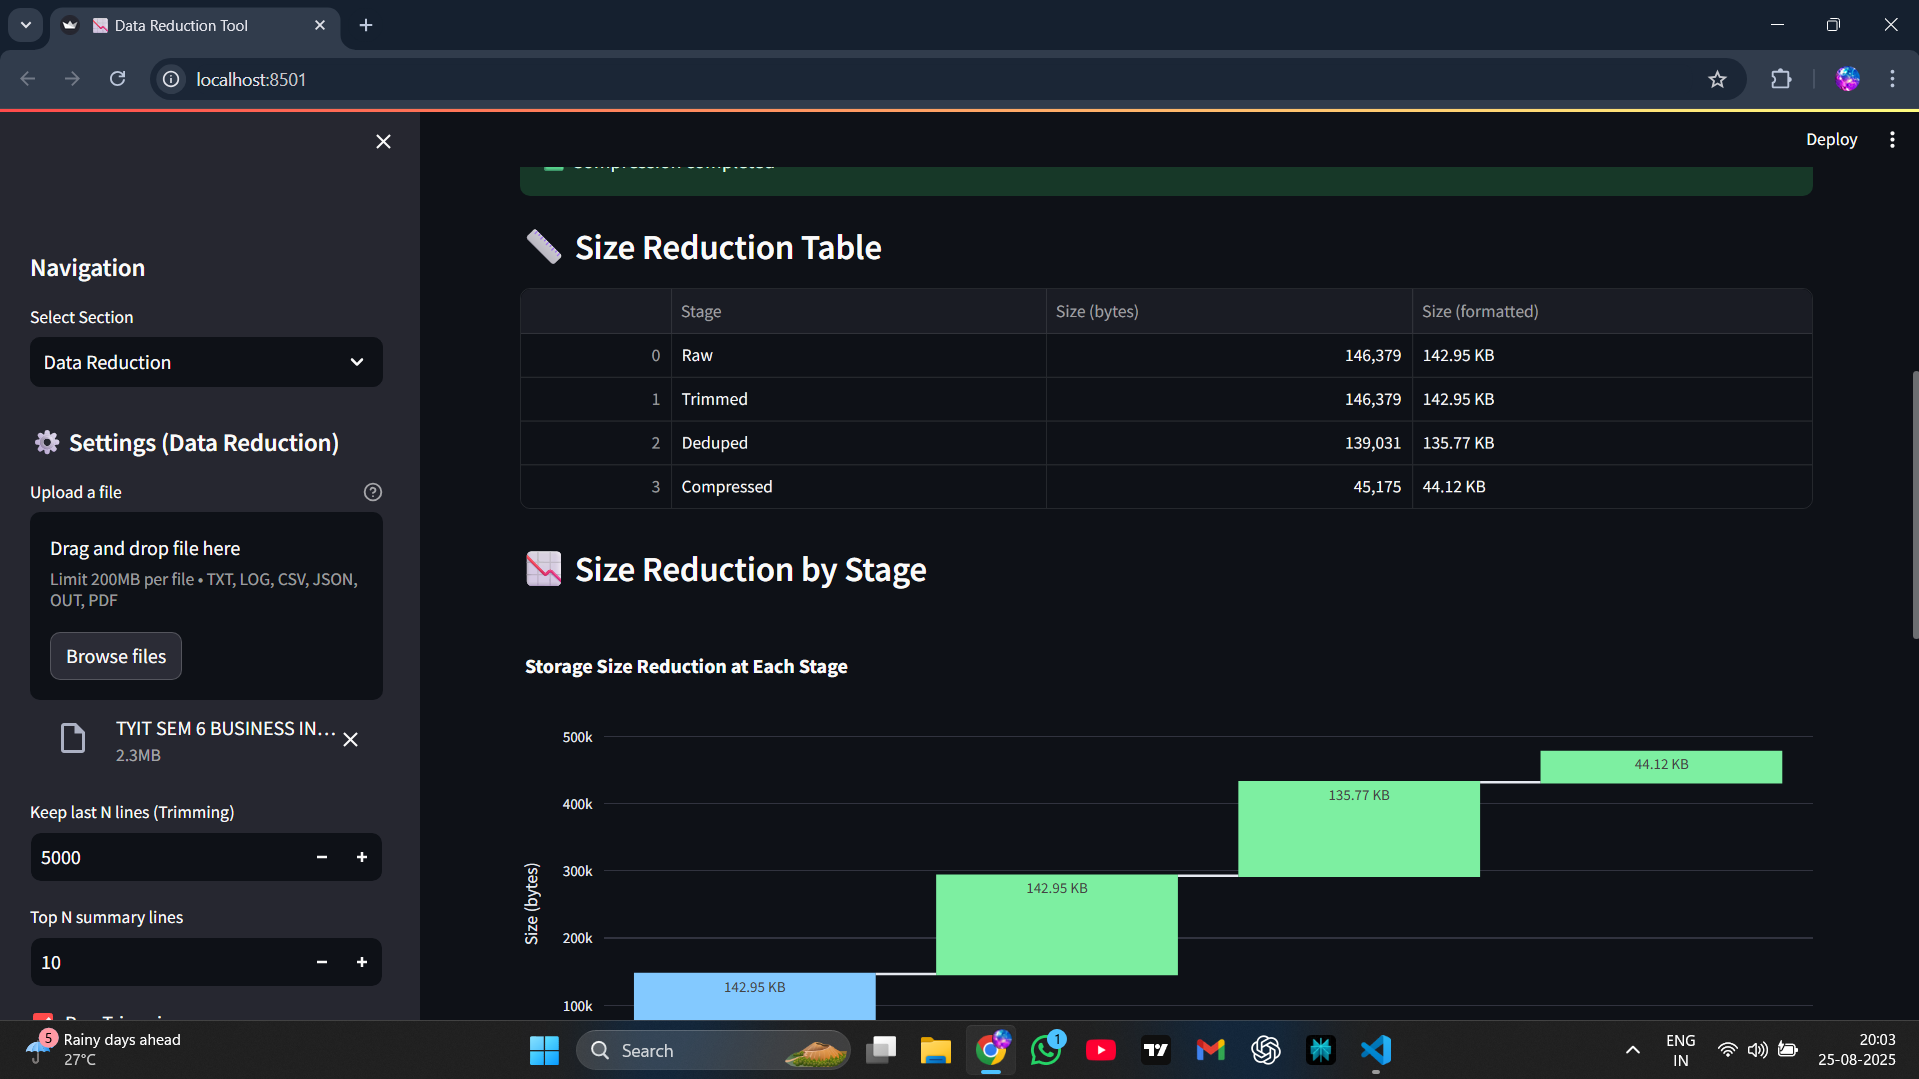 Data Reduction Tool
localhost:8501
Deploy
Compression completed
Navigation
Select Section
Data Reduction
Settings (Data Reduction)
Upload a file
Drag and drop file here
Limit 200MB per file • TXT, LOG, CSV, JSON,
OUT, PDF
Browse files
TYIT SEM 6 BUSINESS IN...
2.3MB
Keep last N lines (Trimming)
5000
Top N summary lines
10
Size Reduction Table
Stage Size (bytes) Size (formatted)
0 Raw 146,379 142.95 KB
1 Trimmed 146,379 142.95 KB
2 Deduped 139,031 135.77 KB
3 Compressed 45,175 44.12 KB
Size Reduction by Stage
Storage Size Reduction at Each Stage
Size (bytes)
500k
400k
300k
200k
100k
142.95 KB
142.95 KB
135.77 KB
44.12 KB
5
Rainy days ahead
27°C
Search
1
ENG
IN
20:03
25-08-2025